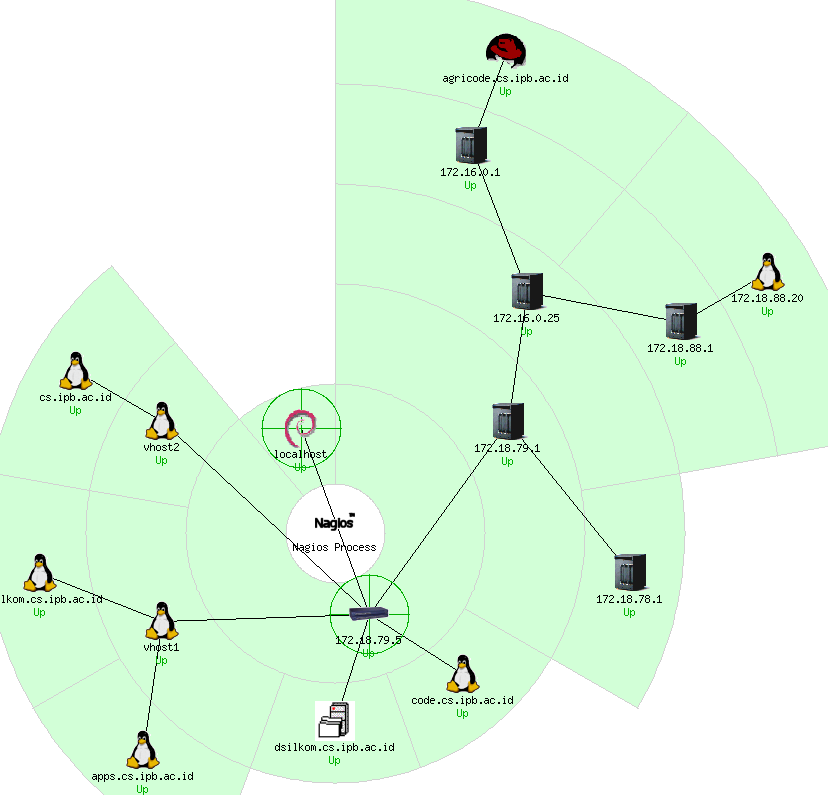 agricode.cs.ipb.ac.id
Up
172.16.0.1
Up
172.18.88.20
Up
172.16.0.25
Up
172.18.88.1
Up
cs.ipb.ac.id
Up
vhost2
Up
localhost
Up
172.18.79.1
Up
Nagios™
Nagios Process
lkom.cs.ipb.ac.id
Up
172.18.78.1
Up
172.18.79.5
Up
vhost1
Up
code.cs.ipb.ac.id
Up
dsilkom.cs.ipb.ac.id
Up
apps.cs.ipb.ac.id
Up